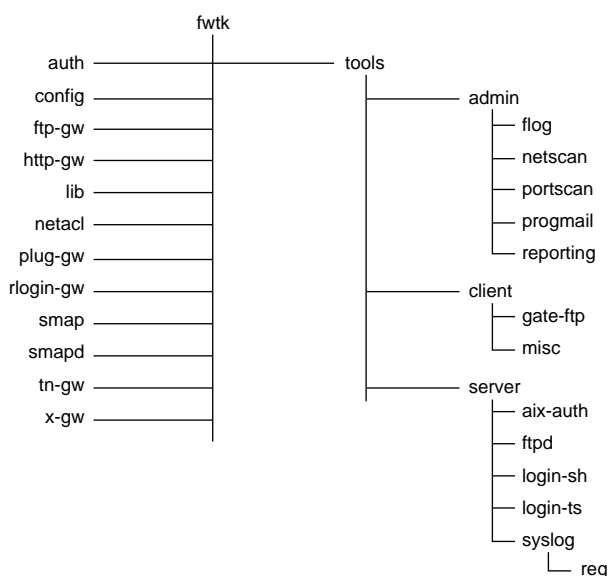 fwtk
auth
tools
config
admin
ftp-gw
flog
http-gw
netscan
lib
portscan
netacl
progmail
plug-gw
reporting
rlogin-gw
client
smap
gate-ftp
smapd
misc
tn-gw
server
x-gw
aix-auth
ftpd
login-sh
login-ts
syslog
req